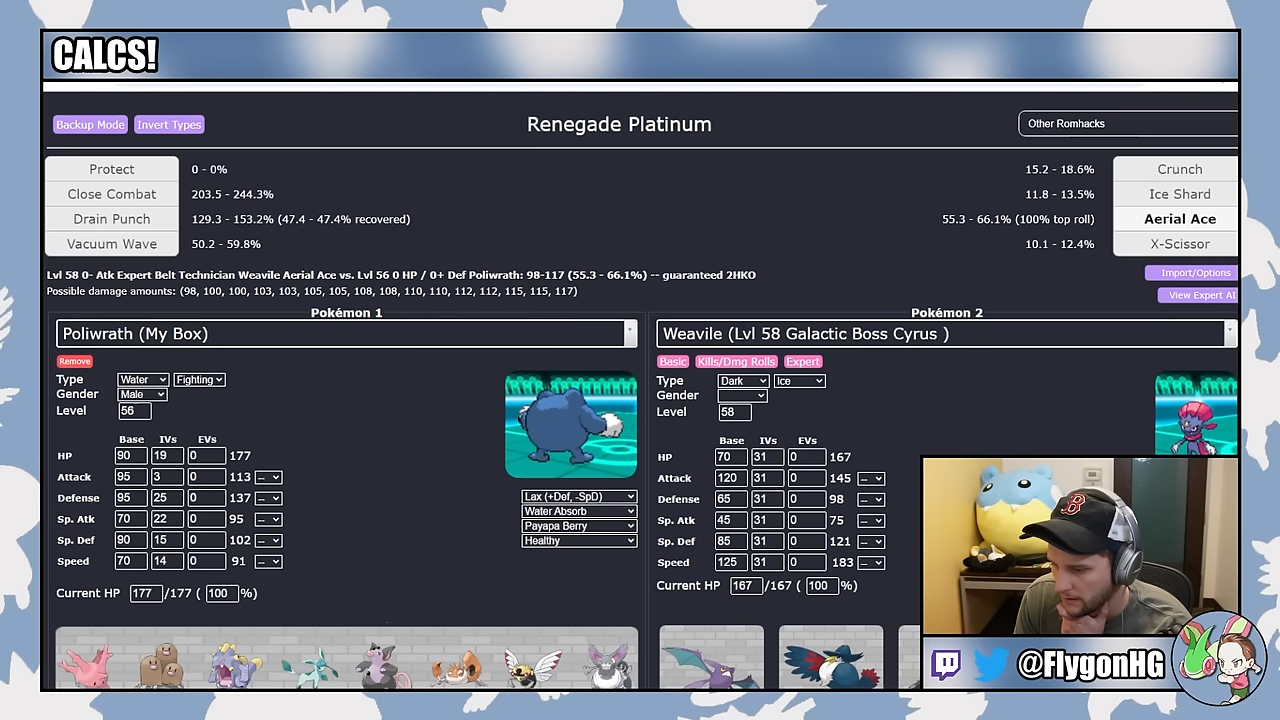 CALCS!
Backup Mode Invert Types Renegade Platinum Other Romhacks
Protect 0 - 0% 15.2 - 18.6% Crunch
Close Combat 203.5 - 244.3% 11.8 - 13.5% Ice Shard
Drain Punch 129.3 - 153.2% (47.4 - 47.4% recovered) 55.3 - 66.1% (100% top roll) Aerial Ace
Vacuum Wave 50.2 - 59.8% 10.1 - 12.4% X-Scissor
Lvl 58 0- Atk Expert Belt Technician Weavile Aerial Ace vs. Lvl 56 0 HP / 0+ Def Poliwrath: 98-117 (55.3 - 66.1%) -- guaranteed 2HKO Import/Options
Possible damage amounts: (98, 100, 100, 103, 103, 105, 105, 108, 108, 110, 110, 112, 112, 115, 115, 117) View Expert AI
Pokémon 1 Pokémon 2
Poliwrath (My Box) Weavile (Lvl 58 Galactic Boss Cyrus )
Remove Basic Kills/Dmg Rolls Expert
Type Water Fighting Type Dark Ice
Gender Male Gender
Level 56 Level 58
Base IVs EVs Base IVs EVs
HP 90 19 0 177 HP 70 31 0 167
Attack 95 3 0 113 -- Attack 120 31 0 145 --
Defense 95 25 0 137 -- Lax (+Def, -SpD) Defense 65 31 0 98 --
Sp. Atk 70 22 0 95 -- Water Absorb Sp. Atk 45 31 0 75 --
Sp. Def 90 15 0 102 -- Payapa Berry Sp. Def 85 31 0 121 --
Speed 70 14 0 91 -- Healthy Speed 125 31 0 183 --
Current HP 177 /177 ( 100 %) Current HP 167 /167 ( 100 %)
B
@FlygonHG